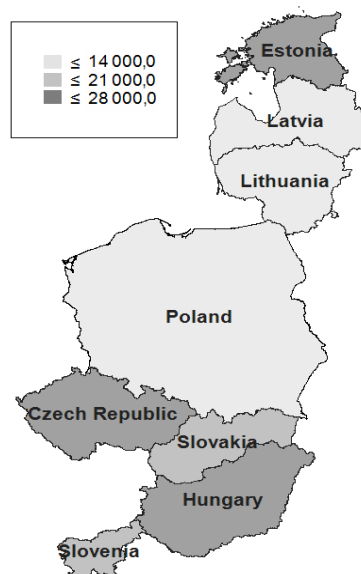 ≤ 14 000,0
≤ 21 000,0
≤ 28 000,0
Estonia
Latvia
Lithuania
Poland
Czech Republic
Slovakia
Hungary
Slovenia